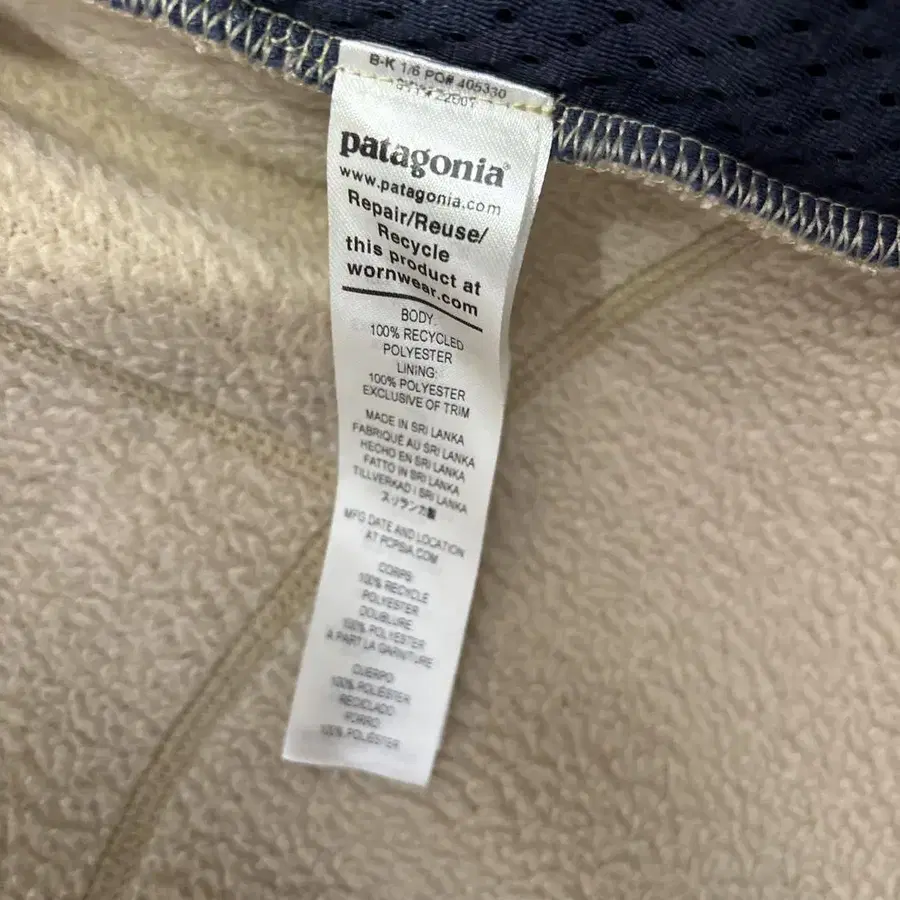 B-K 1/6 PO# 405330
patagonia®
www.patagonia.com
Repair/Reuse/
Recycle
this product at
wornwear.com
BODY:
100% RECYCLED
POLYESTER
LINING:
100% POLYESTER
EXCLUSIVE OF TRIM
MADE IN SRI LANKA
FABRIQUÉ AU SRI LANKA
HECHO EN SRI LANKA
FATTO IN SRI LANKA
TILLVERKAD I SRI LANKA
スリランカ製
MFG DATE AND LOCATION
AT PCPSIA.COM
CORPS:
100% RECYCLE
POLYESTER
DOUBLURE:
100% POLYESTER
À PART LA GARNITURE
CUERPO:
100% POLIÉSTER
RECICLADO
FORRO:
100% POLIÉSTER